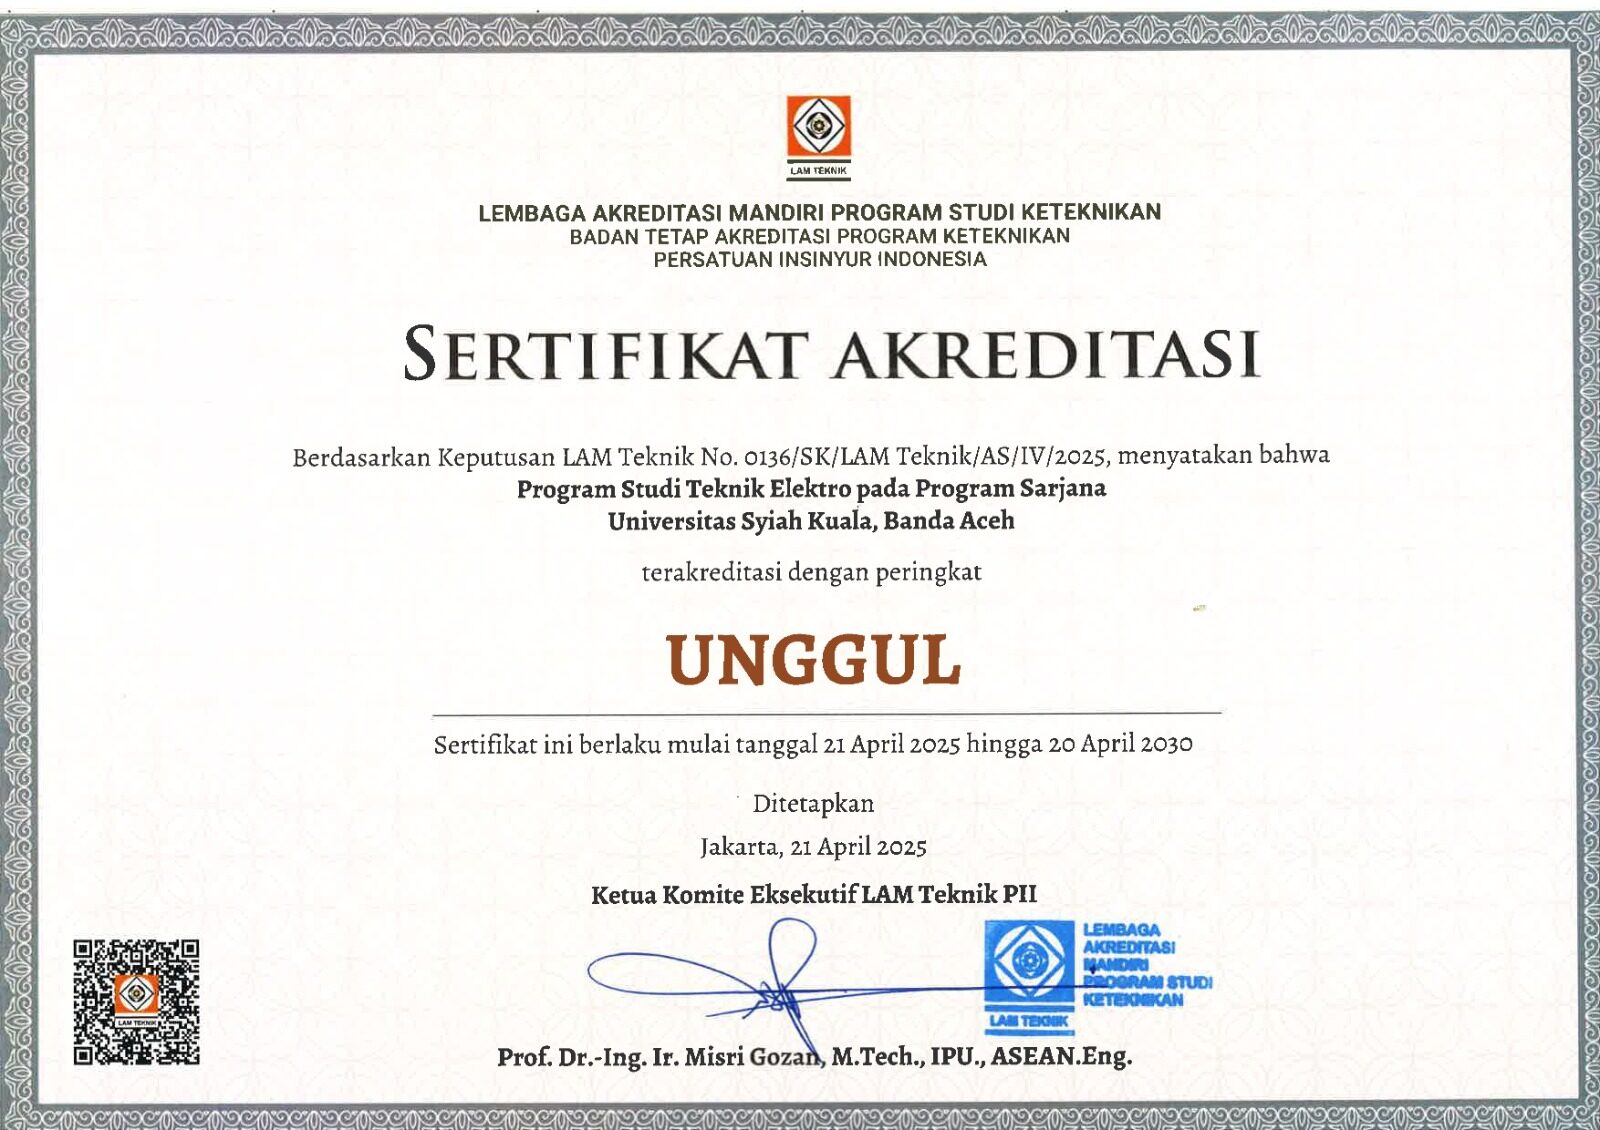 LAM TEKNIK
LEMBAGA AKREDITASI MANDIRI PROGRAM STUDI KETEKNIKAN
BADAN TETAP AKREDITASI PROGRAM KETEKNIKAN
PERSATUAN INSINYUR INDONESIA
SERTIFIKAT AKREDITASI
Berdasarkan Keputusan LAM Teknik No. 0136/SK/LAM Teknik/AS/IV/2025, menyatakan bahwa
Program Studi Teknik Elektro pada Program Sarjana
Universitas Syiah Kuala, Banda Aceh
terakreditasi dengan peringkat
UNGGUL
Sertifikat ini berlaku mulai tanggal 21 April 2025 hingga 20 April 2030
Ditetapkan
Jakarta, 21 April 2025
Ketua Komite Eksekutif LAM Teknik PII
LEMBAGA
AKREDITASI
MANDIRI
PROGRAM STUDI
KETEKNIKAN
LAM TEKNIK
LAM TEKNIK
Prof. Dr.-Ing. Ir. Misri Gozan, M.Tech., IPU., ASEAN.Eng.